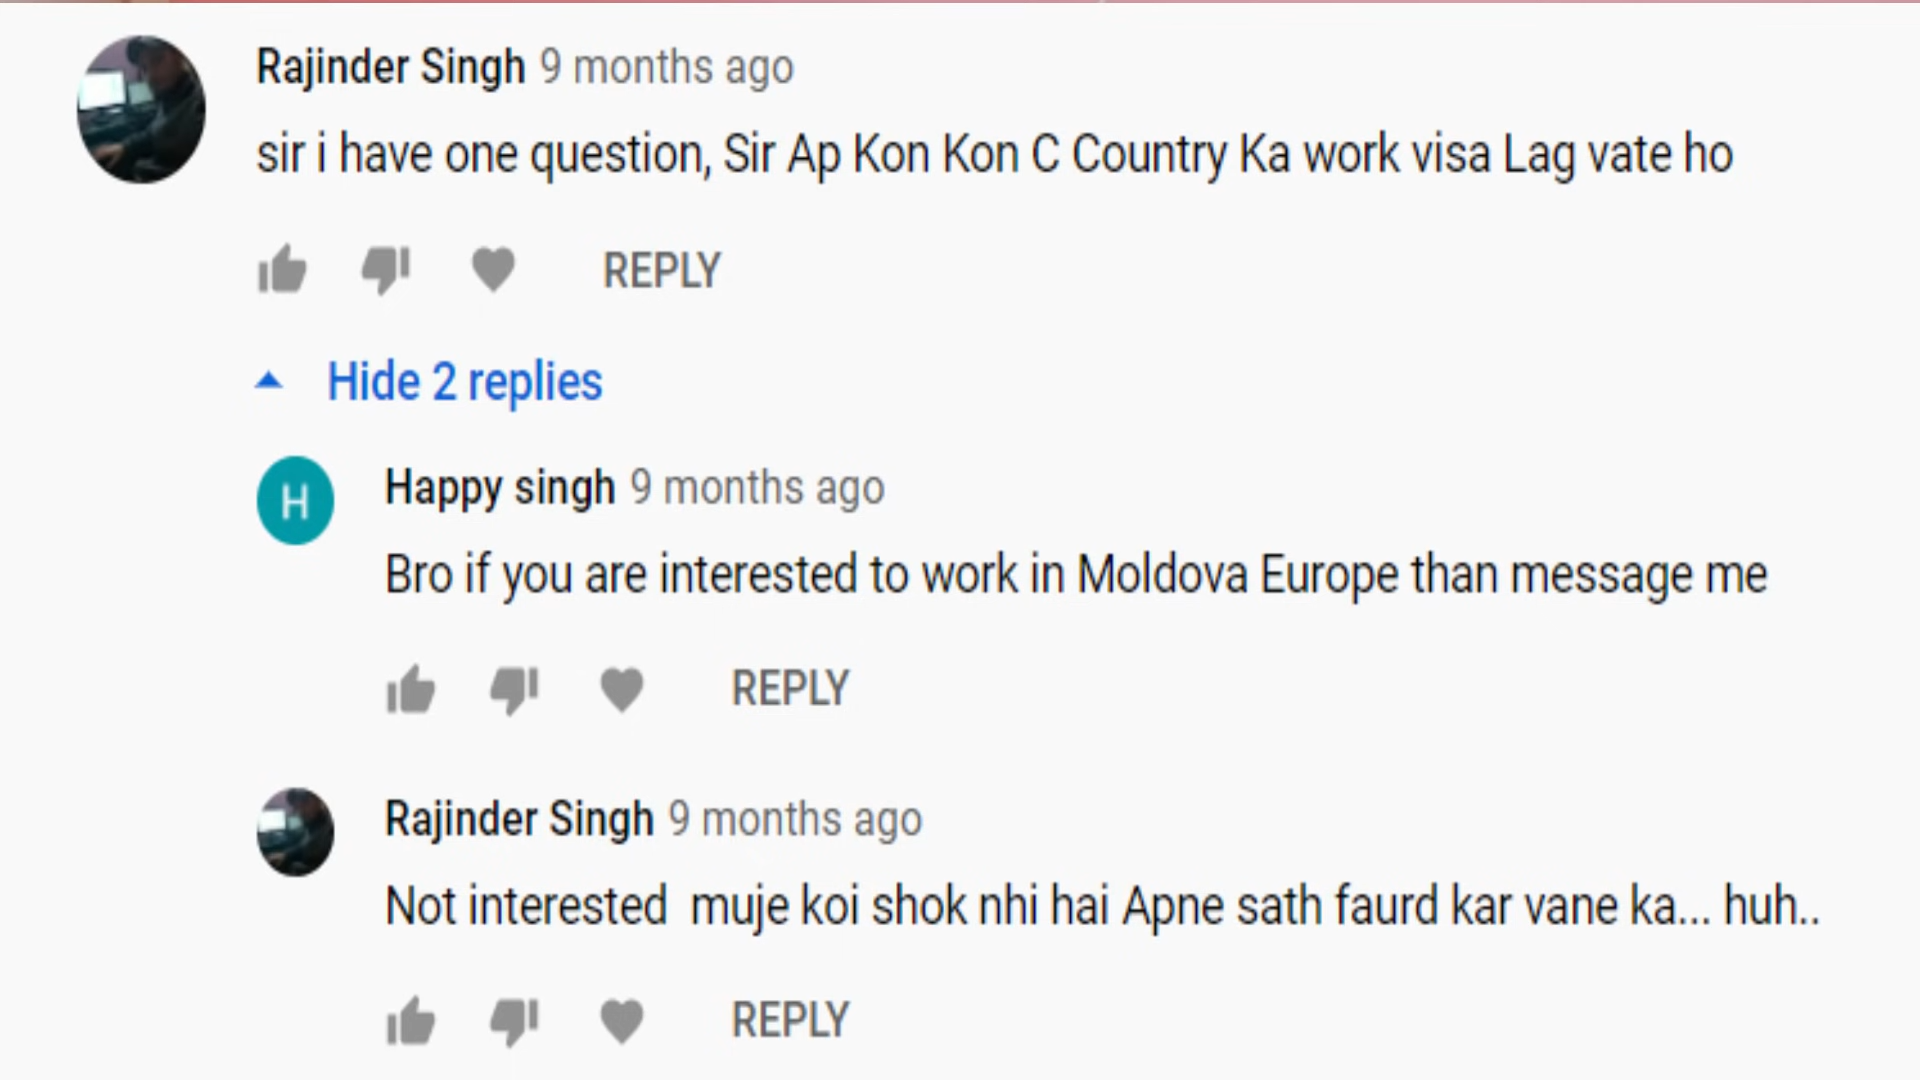 Rajinder Singh 9 months ago
sir i have one question, Sir Ap Kon Kon C Country Ka work visa Lag vate ho
REPLY
Hide 2 replies
H
Happy singh 9 months ago
Bro if you are interested to work in Moldova Europe than message me
REPLY
Rajinder Singh 9 months ago
Not interested muje koi shok nhi hai Apne sath faurd kar vane ka... huh..
REPLY